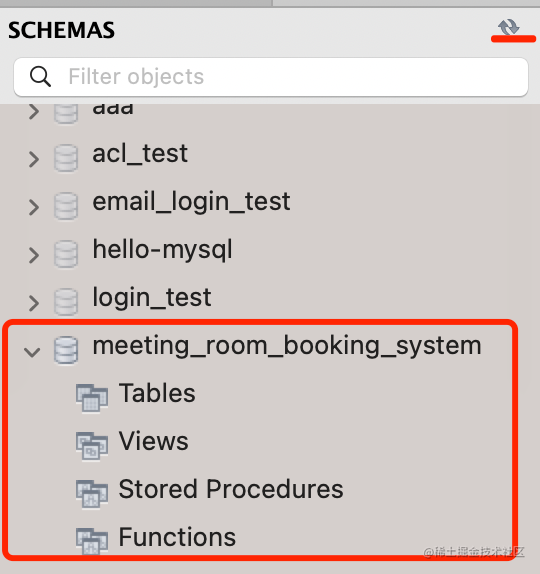 SCHEMAS
Filter objects
aaa
acl_test
email_login_test
hello-mysql
login_test
meeting_room_booking_system
Tables
Views
Stored Procedures
Functions
@稀土掘金技术社区